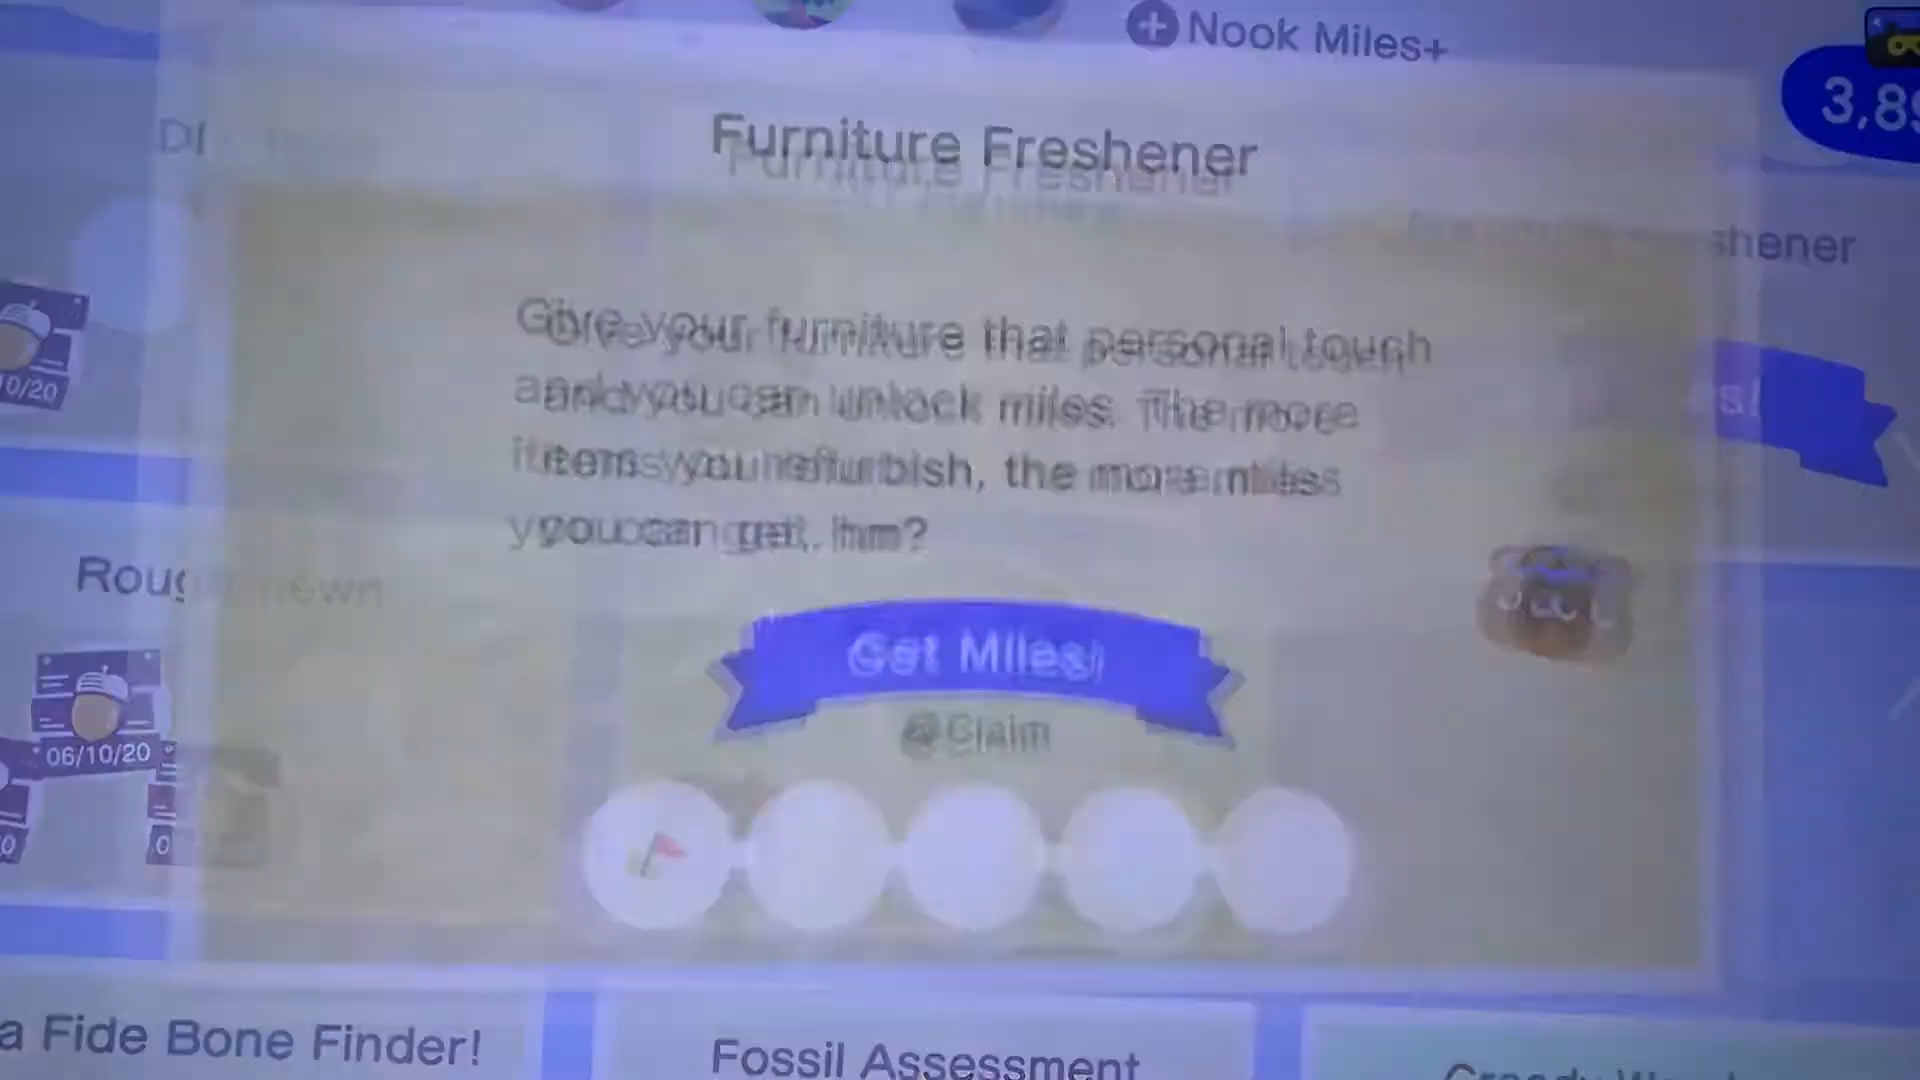 Nook Miles+
3,89
Furniture Freshener
shener
Give your furniture that personal touch
and you can unlock miles. The more
items you refurbish, the more miles
you can get, hm?
10/20
Get Miles!
Claim
Roug
06/10/20
a Fide Bone Finder!
Fossil Assessment